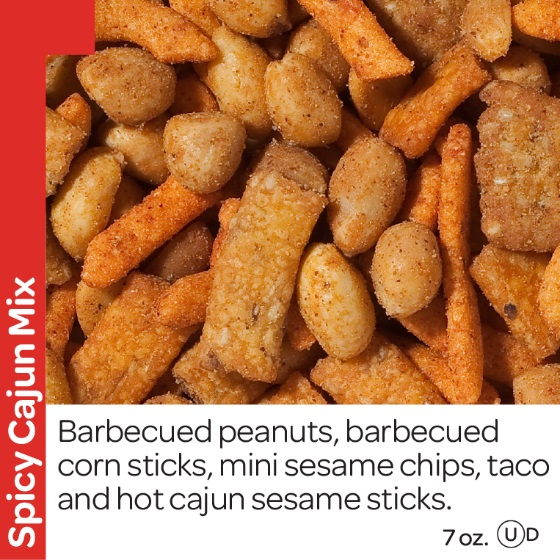 Spicy Cajun Mix
Barbecued peanuts, barbecued
corn sticks, mini sesame chips, taco
and hot cajun sesame sticks.
7 oz. ⓊD